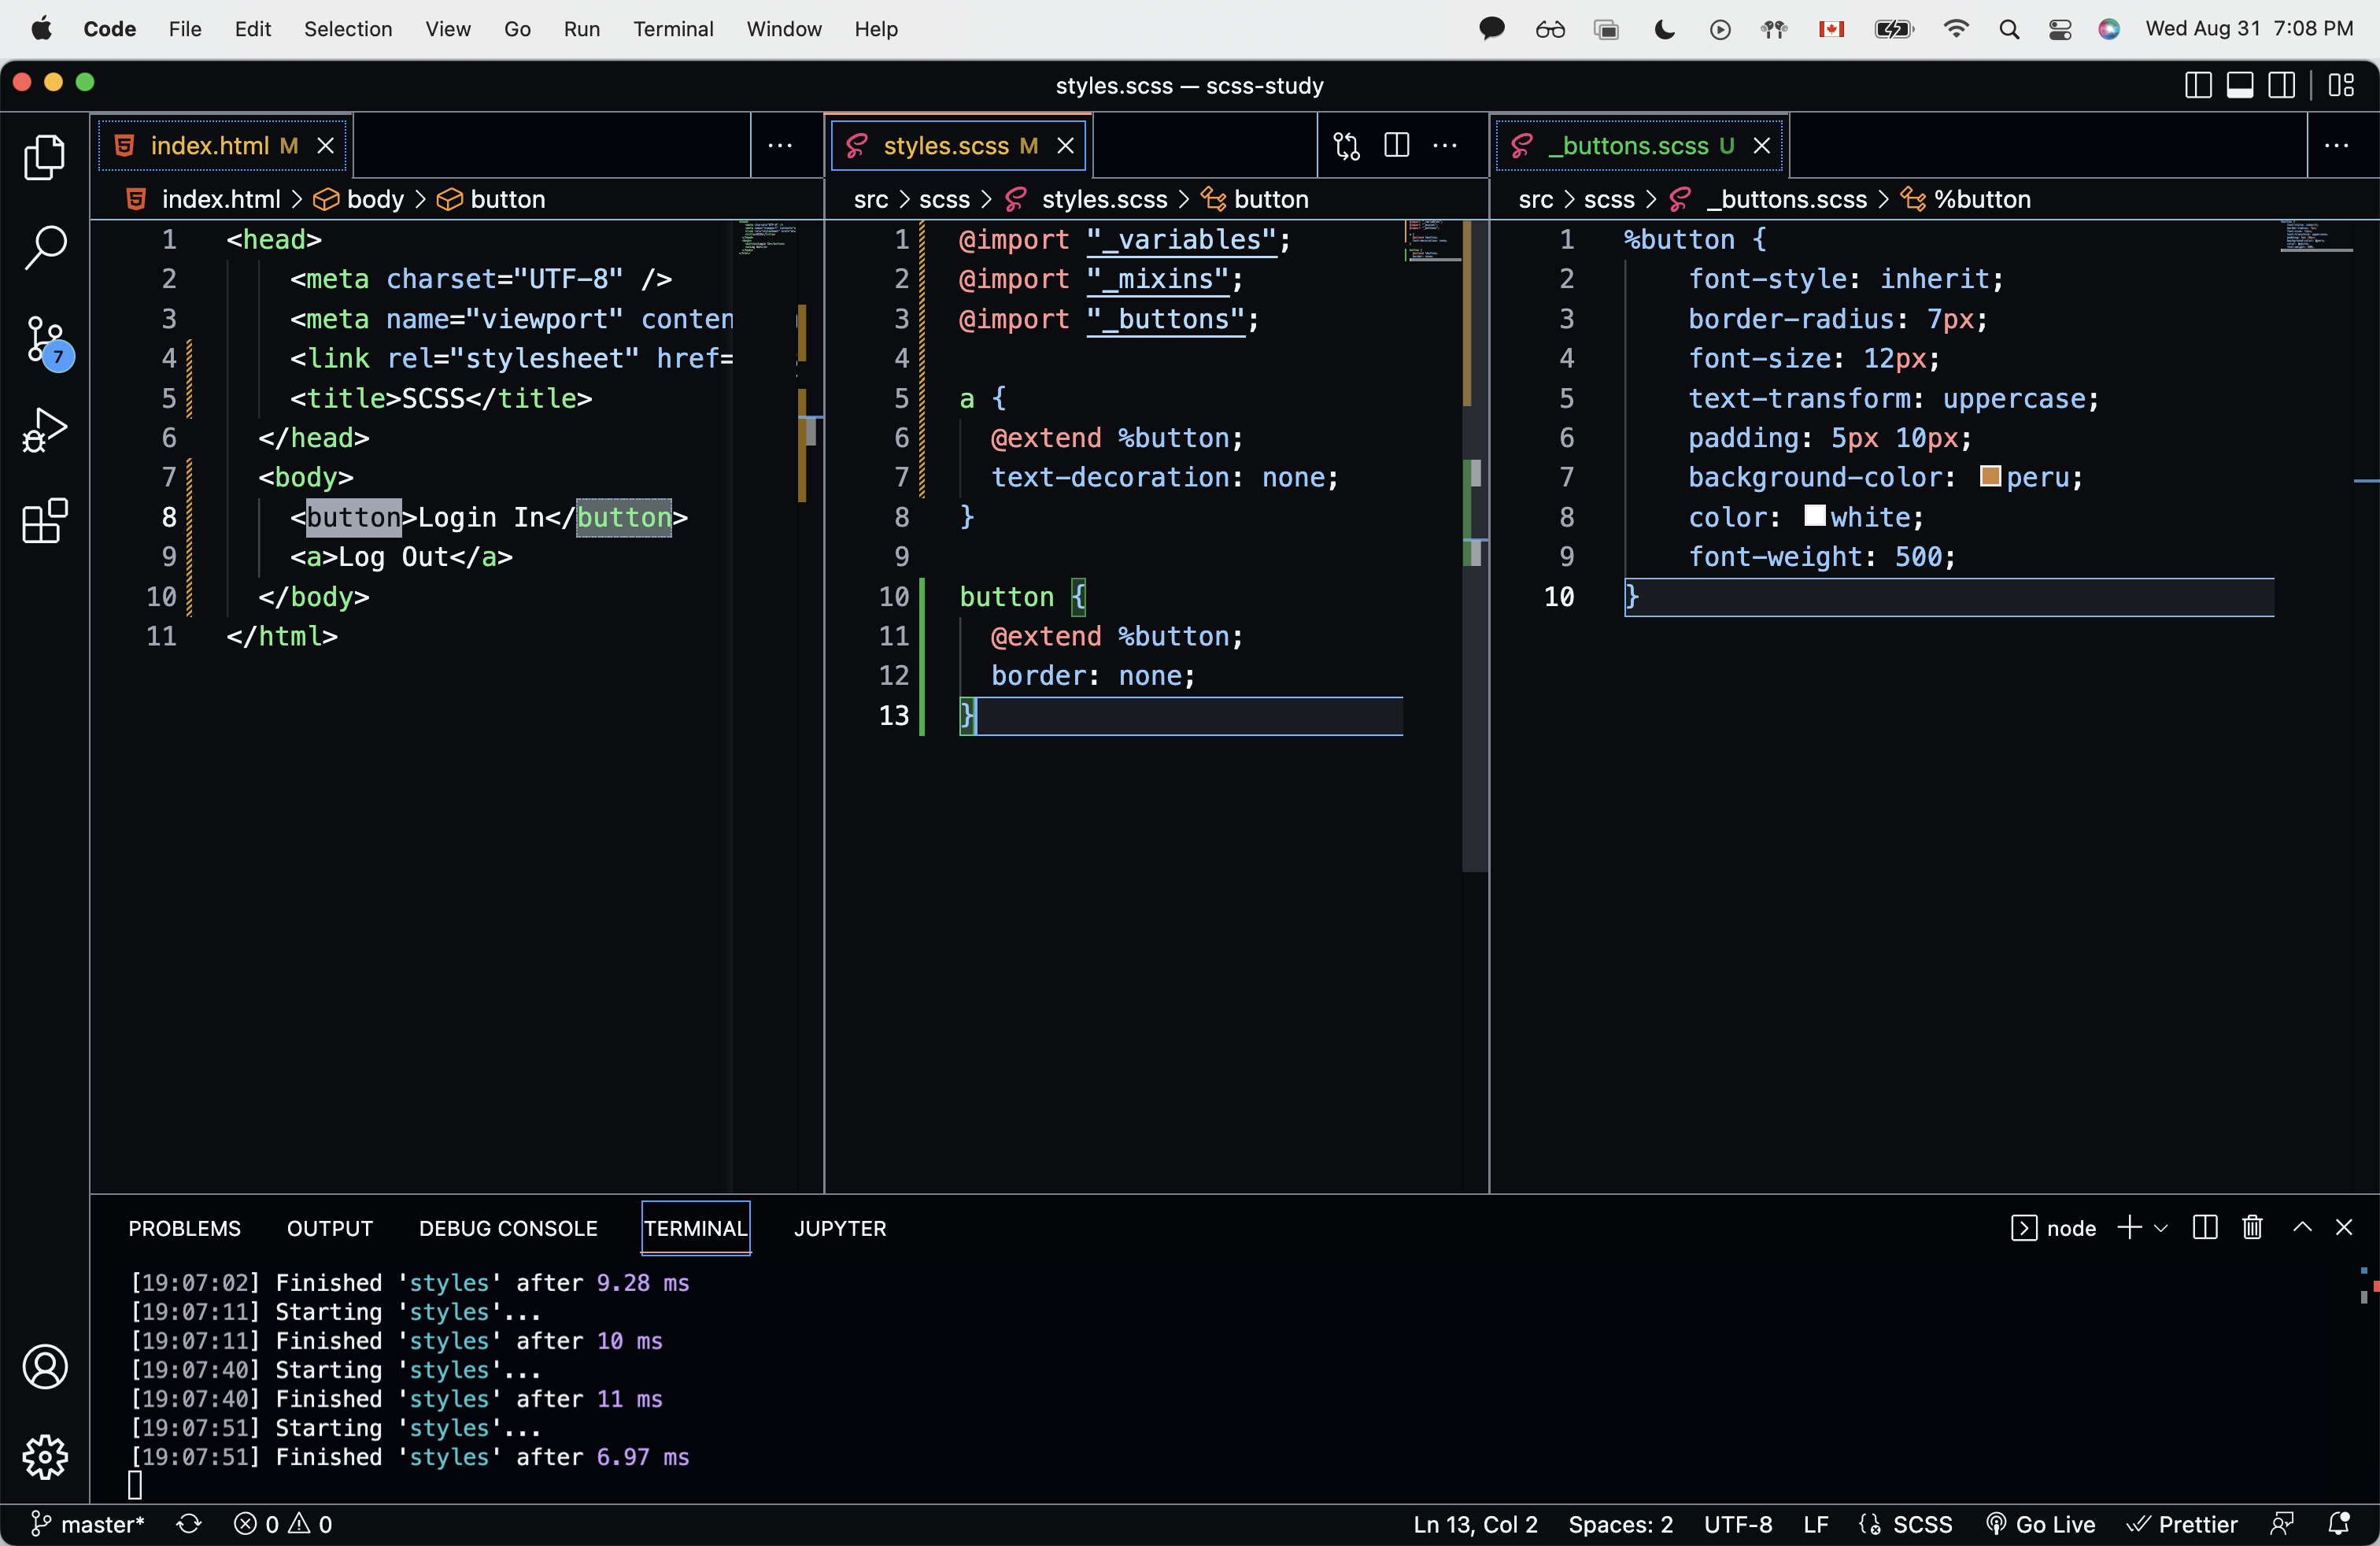 Code File Edit Selection View Go Run Terminal Window Help Wed Aug 31 7:08 PM
styles.scss — scss-study
7
index.html M
index.html > body > button
1 <head>
2 <meta charset="UTF-8" />
3 <meta name="viewport" conten
4 <link rel="stylesheet" href=
5 <title>SCSS</title>
6 </head>
7 <body>
8 <button>Login In</button>
9 <a>Log Out</a>
10 </body>
11 </html>
styles.scss M
src > scss > styles.scss > button
1 @import "_variables";
2 @import "_mixins";
3 @import "_buttons";
4
5 a {
6 @extend %button;
7 text-decoration: none;
8 }
9
10 button {
11 @extend %button;
12 border: none;
13 }
_buttons.scss U
src > scss > _buttons.scss > %button
1 %button {
2 font-style: inherit;
3 border-radius: 7px;
4 font-size: 12px;
5 text-transform: uppercase;
6 padding: 5px 10px;
7 background-color: peru;
8 color: white;
9 font-weight: 500;
10 }
PROBLEMS OUTPUT DEBUG CONSOLE TERMINAL JUPYTER node
[19:07:02] Finished 'styles' after 9.28 ms
[19:07:11] Starting 'styles'...
[19:07:11] Finished 'styles' after 10 ms
[19:07:40] Starting 'styles'...
[19:07:40] Finished 'styles' after 11 ms
[19:07:51] Starting 'styles'...
[19:07:51] Finished 'styles' after 6.97 ms
master* 0 0 Ln 13, Col 2 Spaces: 2 UTF-8 LF SCSS Go Live Prettier